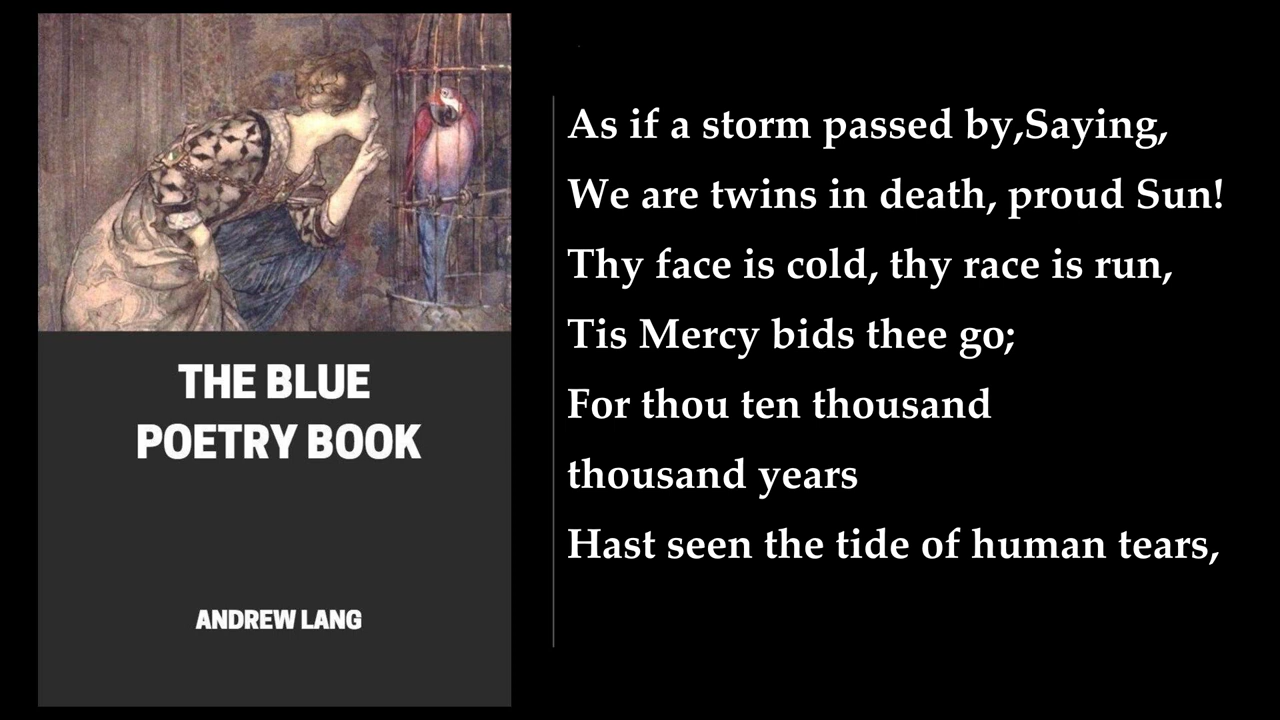 THE BLUE
POETRY BOOK
ANDREW LANG
As if a storm passed by,Saying,
We are twins in death, proud Sun!
Thy face is cold, thy race is run,
Tis Mercy bids thee go;
For thou ten thousand
thousand years
Hast seen the tide of human tears,